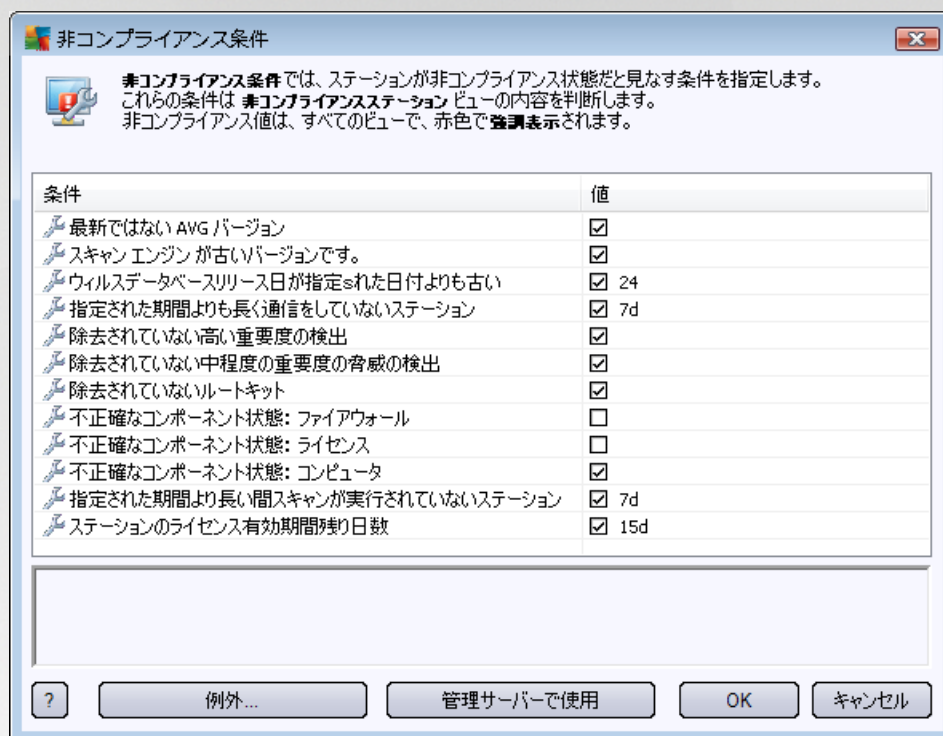 非コンプライアンス条件
非コンプライアンス条件では、ステーションが非コンプライアンス状態だと見なす条件を指定します。
これらの条件は 非コンプライアンスステーション ビューの内容を判断します。
非コンプライアンス値は、すべてのビューで、赤色で強調表示されます。
条件 値
最新ではない AVG バージョン
スキャン エンジン が古いバージョンです。
ウィルスデータベースリリース日が指定sれた日付よりも古い 24
指定された期間よりも長く通信をしていないステーション 7d
除去されていない高い重要度の検出
除去されていない中程度の重要度の脅威の検出
除去されていないルートキット
不正確なコンポーネント状態: ファイアウォール
不正確なコンポーネント状態: ライセンス
不正確なコンポーネント状態: コンピュータ
指定された期間より長い間スキャンが実行されていないステーション 7d
ステーションのライセンス有効期間残り日数 15d
? 例外... 管理サーバーで使用 OK キャンセル